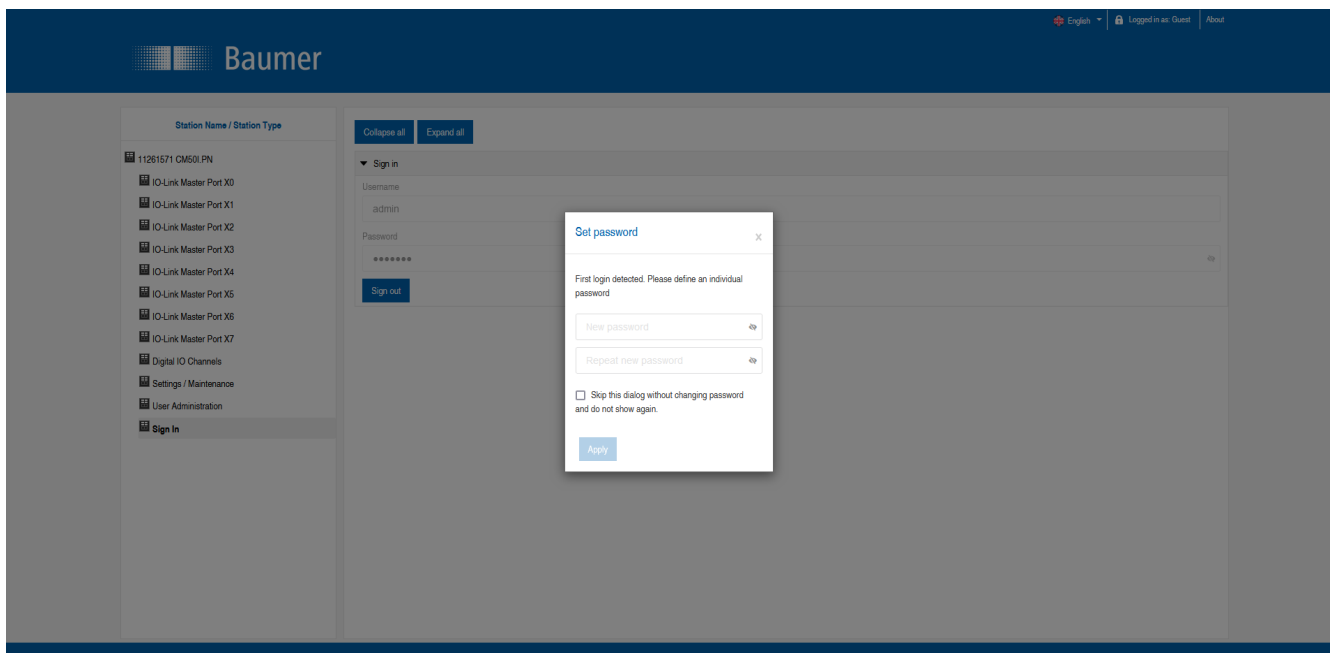 English
Logged in as: Guest
About
Baumer
Station Name / Station Type
11261571 CM50I.PN
IO-Link Master Port X0
IO-Link Master Port X1
IO-Link Master Port X2
IO-Link Master Port X3
IO-Link Master Port X4
IO-Link Master Port X5
IO-Link Master Port X6
IO-Link Master Port X7
Digital IO Channels
Settings / Maintenance
User Administration
Sign In
Collapse all
Expand all
Sign in
Username
admin
Password
Sign out
Set password
x
First login detected. Please define an individual
password
New password
Repeat new password
Skip this dialog without changing password
and do not show again.
Apply